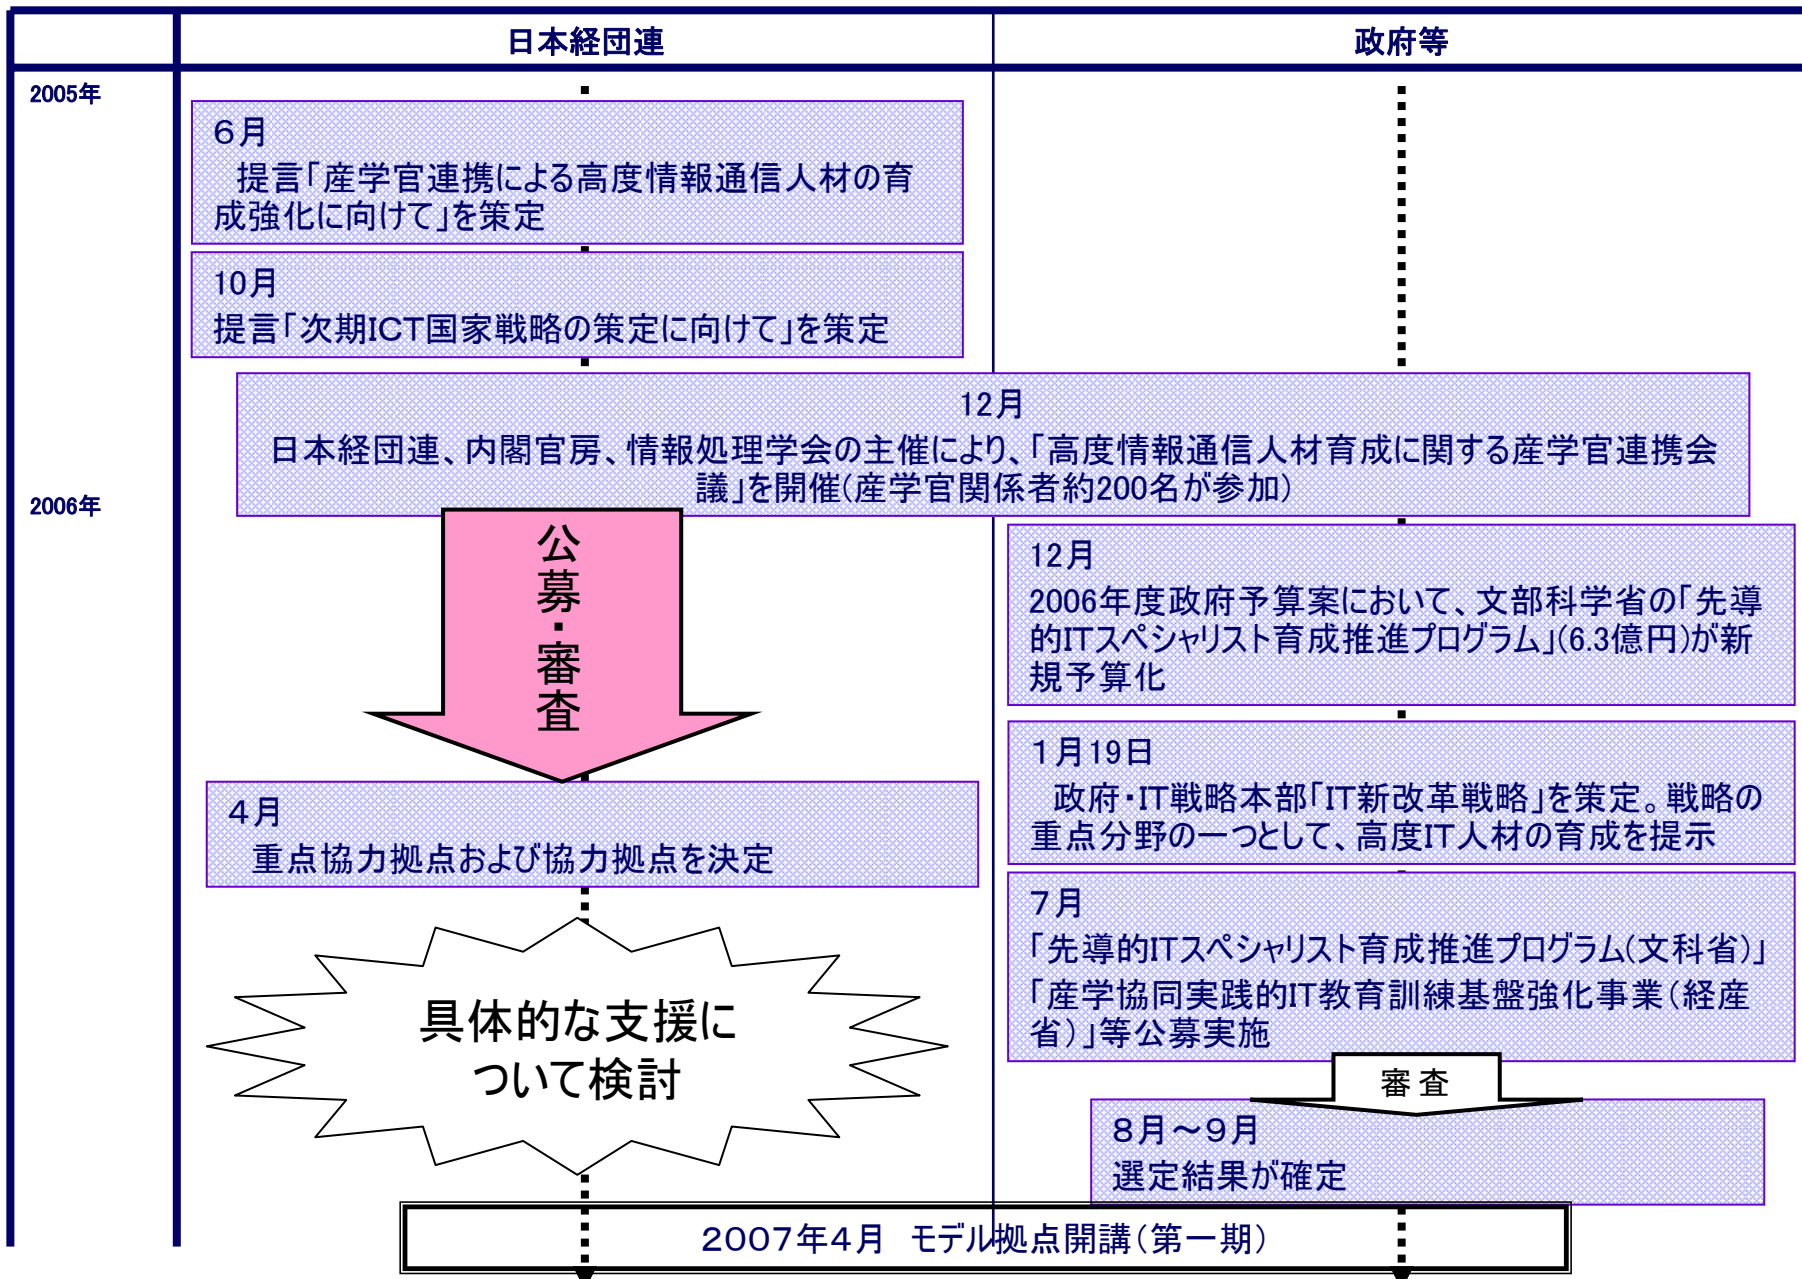 日本経団連
政府等
2005年
６月
提言「産学官連携による高度情報通信人材の育
成強化に向けて」を策定
10月
提言「次期ICT国家戦略の策定に向けて」を策定
12月
日本経団連、内閣官房、情報処理学会の主催により、「高度情報通信人材育成に関する産学官連携会
議」を開催(産学官関係者約200名が参加)
2006年
公募・審査
12月
2006年度政府予算案において、文部科学省の「先導
的ITスペシャリスト育成推進プログラム」(6.3億円)が新
規予算化
１月19日
政府・IT戦略本部「IT新改革戦略」を策定。戦略の
重点分野の一つとして、高度IT人材の育成を提示
４月
重点協力拠点および協力拠点を決定
７月
「先導的ITスペシャリスト育成推進プログラム(文科省)」
「産学協同実践的IT教育訓練基盤強化事業(経産
省)」等公募実施
具体的な支援に
ついて検討
審査
８月～９月
選定結果が確定
２００７年４月　モデル拠点開講(第一期)